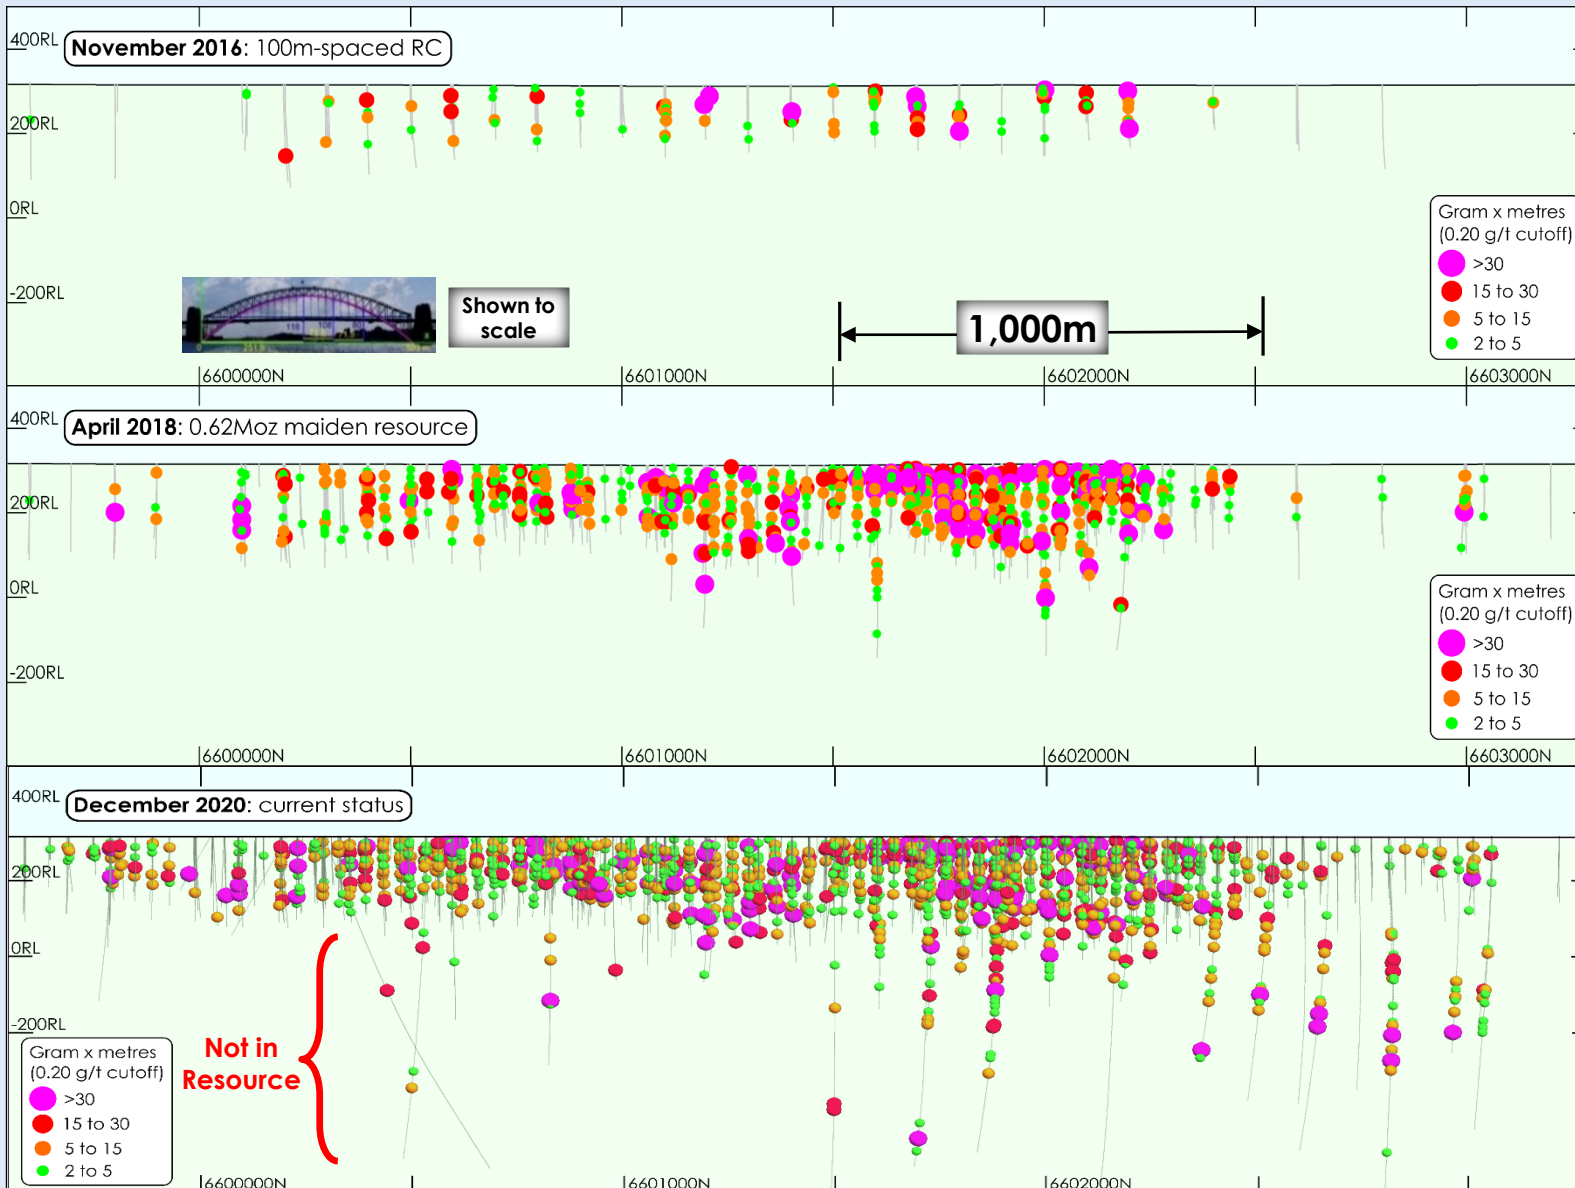 400RL
November 2016: 100m-spaced RC
200RL
0RL
-200RL
Shown to
scale
1,000m
Gram x metres
(0.20 g/t cutoff)
>30
15 to 30
5 to 15
2 to 5
6600000N
6601000N
6602000N
6603000N
400RL
April 2018: 0.62Moz maiden resource
200RL
0RL
-200RL
Gram x metres
(0.20 g/t cutoff)
>30
15 to 30
5 to 15
2 to 5
6600000N
6601000N
6602000N
6603000N
400RL
December 2020: current status
200RL
0RL
-200RL
Not in
Resource
Gram x metres
(0.20 g/t cutoff)
>30
15 to 30
5 to 15
2 to 5
6600000N
6601000N
6602000N